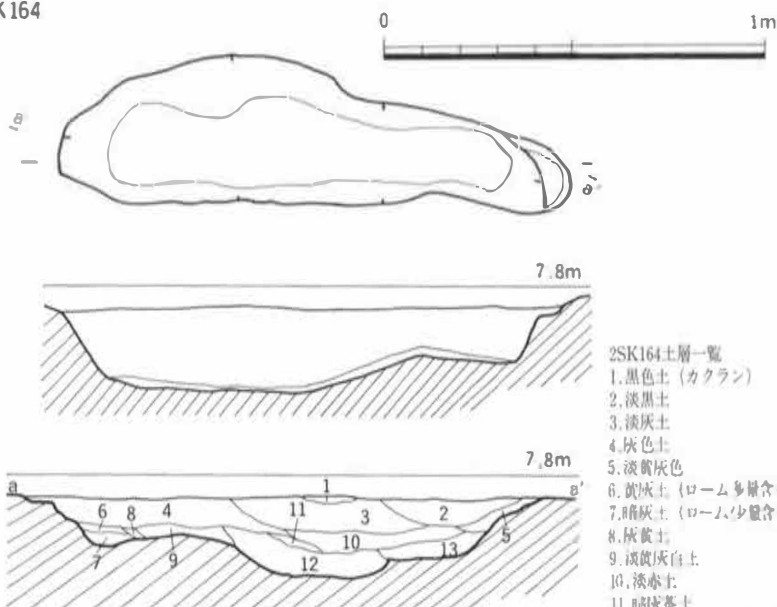 K164
0 1m
7.8m
7.8m
a a'
1
6 8 4 11 3 2
5
7 9 10 13
12
2SK164土層一覧
1.黒色土 (カクラン)
2.淡黒土
3.淡灰土
4.灰色土
5.淡黄灰色
6.黄灰土 (ローム多量含
7.暗灰土 (ローム少量含
8.灰黄土
9.淡黄灰白土
10.淡赤土
11.